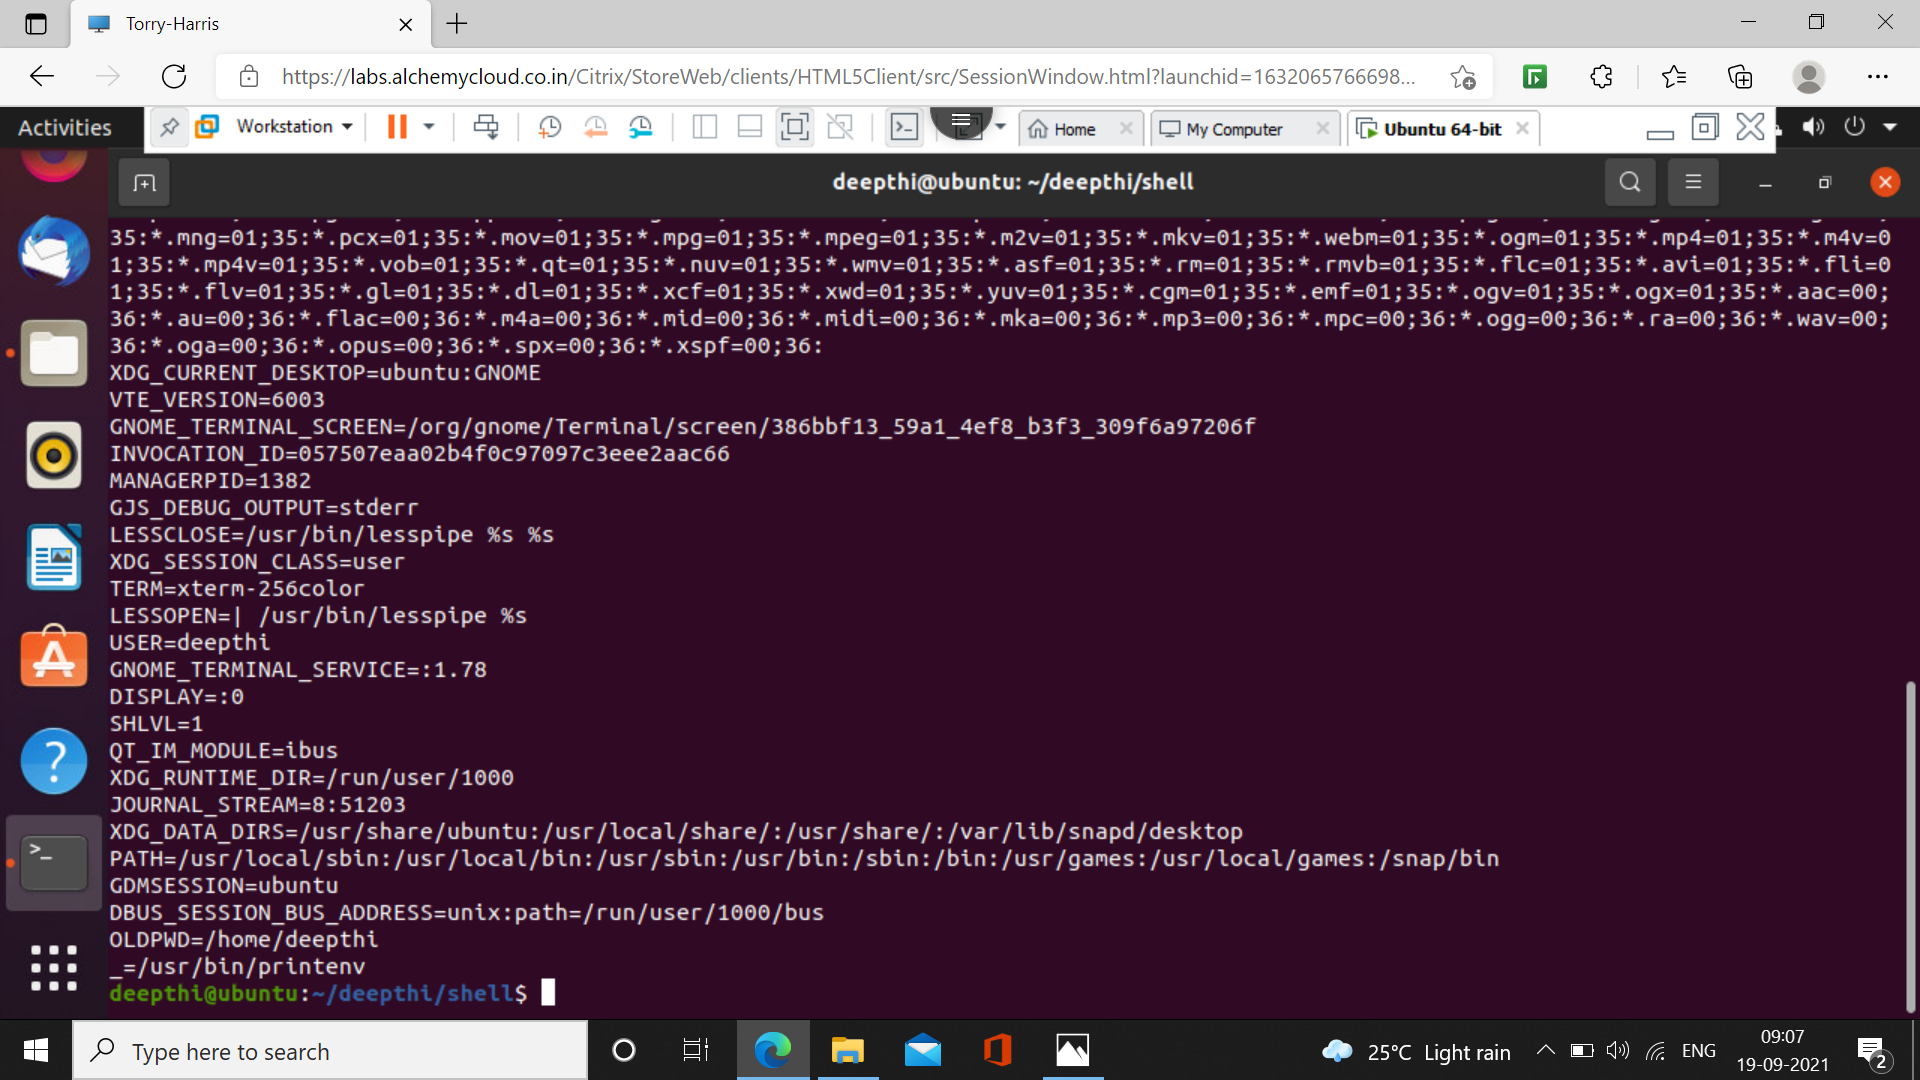 Torry-Harris
https://labs.alchemycloud.co.in/Citrix/StoreWeb/clients/HTML5Client/src/SessionWindow.html?launchid=1632065766698...
Activities
Workstation
Home
My Computer
Ubuntu 64-bit
deepthi@ubuntu: ~/deepthi/shell
35:*.mng=01;35:*.pcx=01;35:*.mov=01;35:*.mpg=01;35:*.mpeg=01;35:*.m2v=01;35:*.mkv=01;35:*.webm=01;35:*.ogm=01;35:*.mp4=01;35:*.m4v=0
1;35:*.mp4v=01;35:*.vob=01;35:*.qt=01;35:*.nuv=01;35:*.wmv=01;35:*.asf=01;35:*.rm=01;35:*.rmvb=01;35:*.flc=01;35:*.avi=01;35:*.fli=0
1;35:*.flv=01;35:*.gl=01;35:*.dl=01;35:*.xcf=01;35:*.xwd=01;35:*.yuv=01;35:*.cgm=01;35:*.emf=01;35:*.ogv=01;35:*.ogx=01;35:*.aac=00;
36:*.au=00;36:*.flac=00;36:*.m4a=00;36:*.mid=00;36:*.midi=00;36:*.mka=00;36:*.mp3=00;36:*.mpc=00;36:*.ogg=00;36:*.ra=00;36:*.wav=00;
36:*.oga=00;36:*.opus=00;36:*.spx=00;36:*.xspf=00;36:
XDG_CURRENT_DESKTOP=ubuntu:GNOME
VTE_VERSION=6003
GNOME_TERMINAL_SCREEN=/org/gnome/Terminal/screen/386bbf13_59a1_4ef8_b3f3_309f6a97206f
INVOCATION_ID=057507eaa02b4f0c97097c3eee2aac66
MANAGERPID=1382
GJS_DEBUG_OUTPUT=stderr
LESSCLOSE=/usr/bin/lesspipe %s %s
XDG_SESSION_CLASS=user
TERM=xterm-256color
LESSOPEN=| /usr/bin/lesspipe %s
USER=deepthi
GNOME_TERMINAL_SERVICE=:1.78
DISPLAY=:0
SHLVL=1
QT_IM_MODULE=ibus
XDG_RUNTIME_DIR=/run/user/1000
JOURNAL_STREAM=8:51203
XDG_DATA_DIRS=/usr/share/ubuntu:/usr/local/share/:/usr/share/:/var/lib/snapd/desktop
PATH=/usr/local/sbin:/usr/local/bin:/usr/sbin:/usr/bin:/sbin:/bin:/usr/games:/usr/local/games:/snap/bin
GDMSESSION=ubuntu
DBUS_SESSION_BUS_ADDRESS=unix:path=/run/user/1000/bus
OLDPWD=/home/deepthi
_=/usr/bin/printenv
deepthi@ubuntu:~/deepthi/shell$
Type here to search
25°C Light rain
ENG
09:07
19-09-2021
2